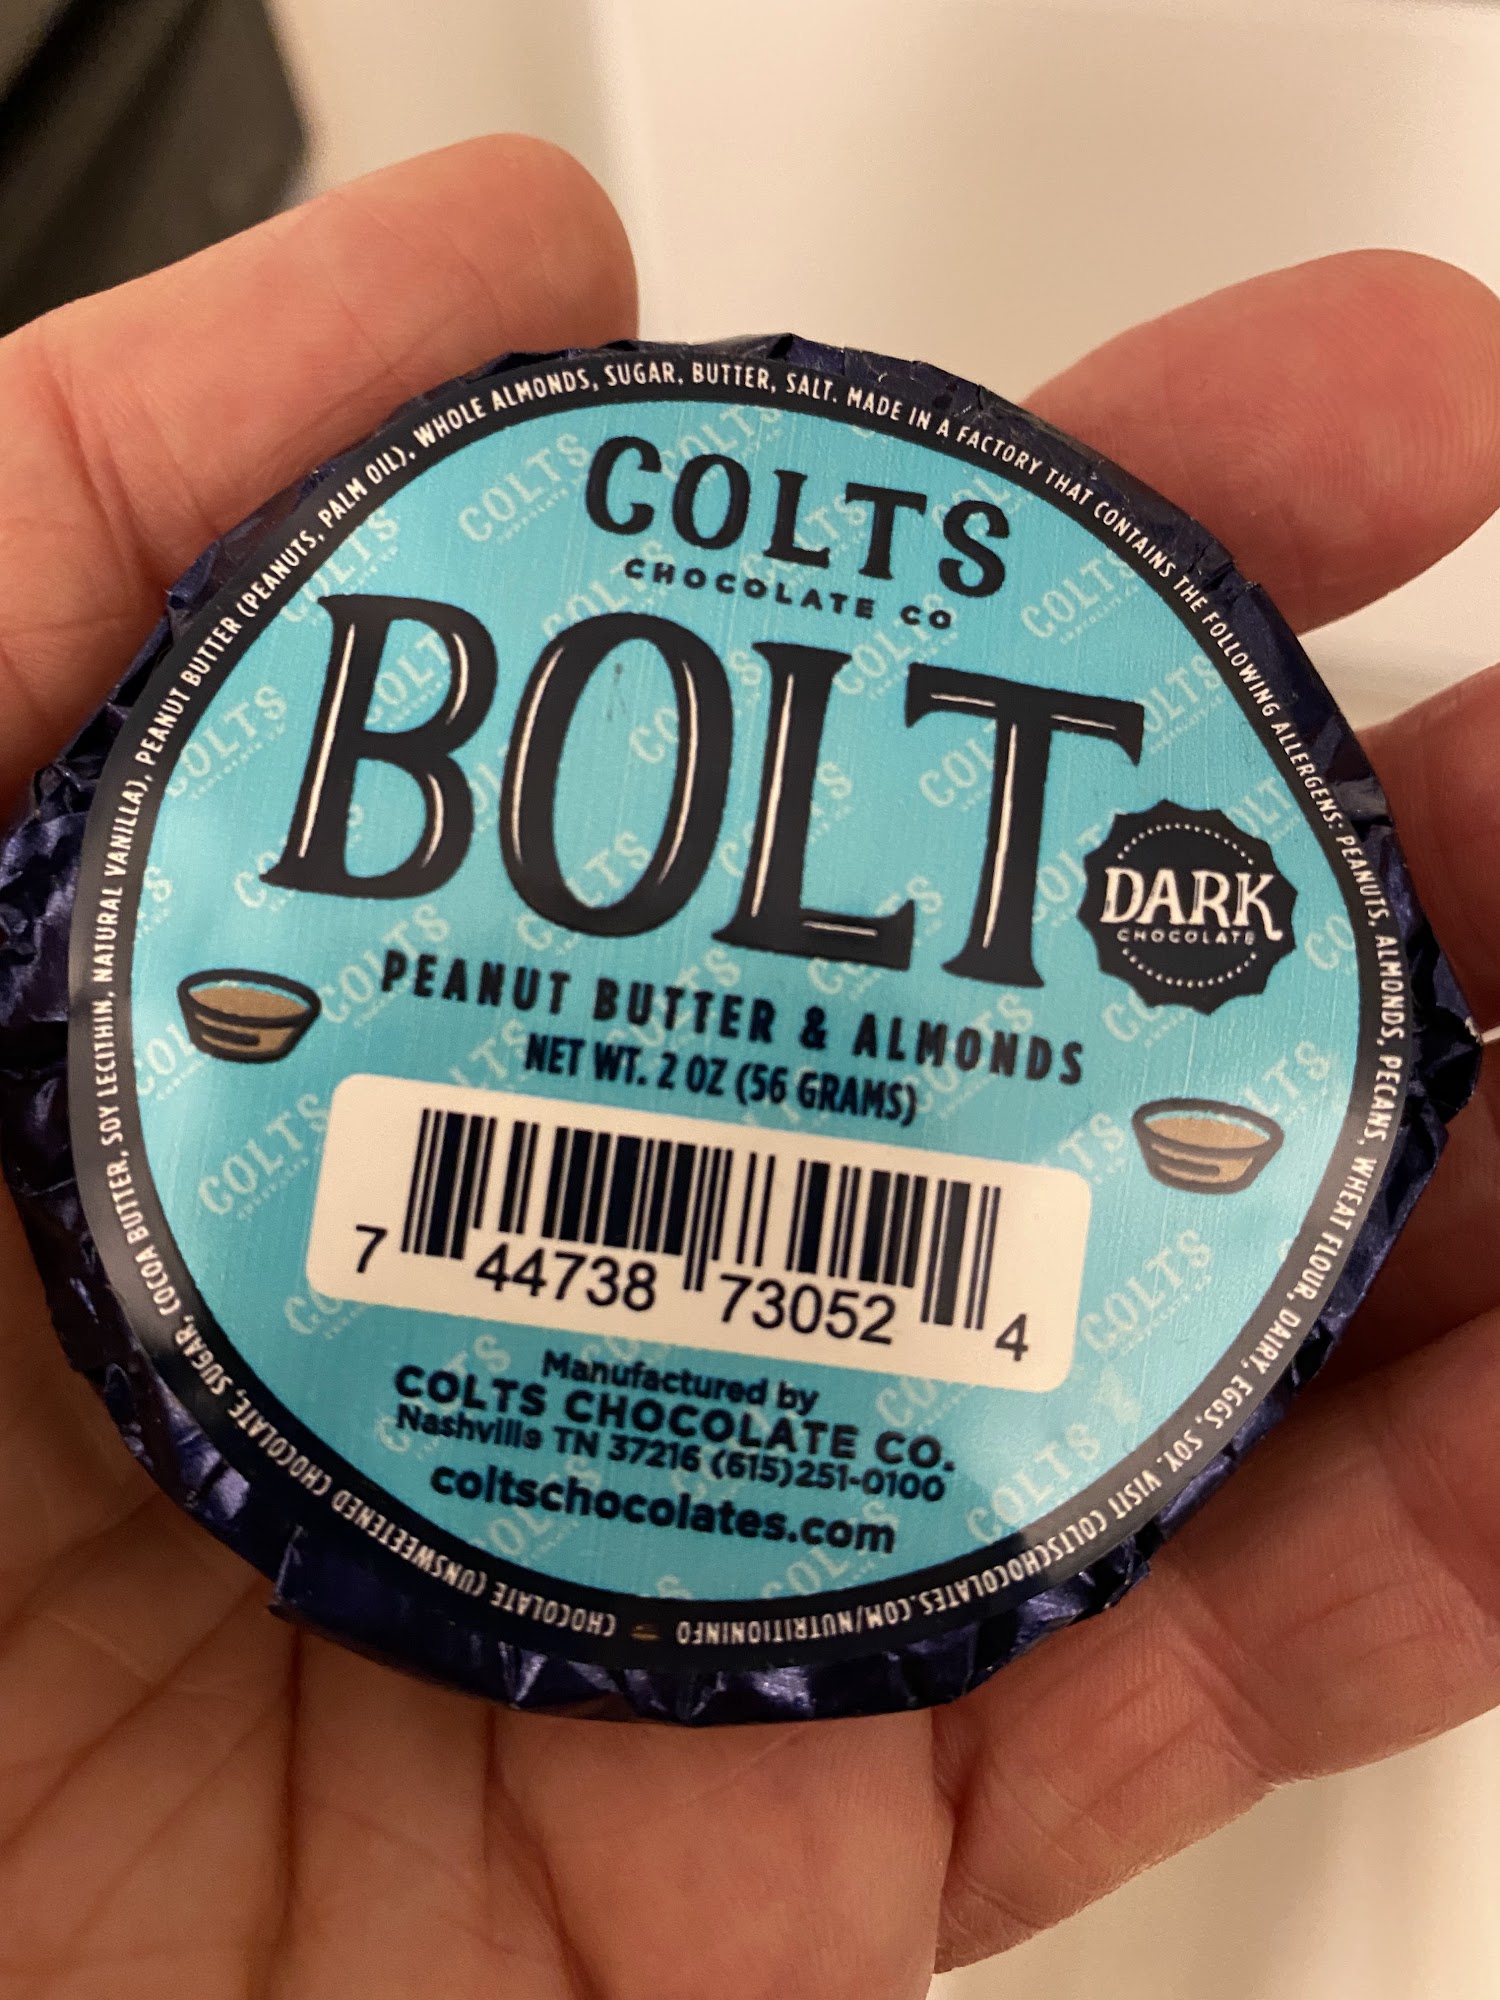 COLTS
CHOCOLATE CO
BOLT
DARK
CHOCOLATE
PEANUT BUTTER & ALMONDS
NET WT. 2 OZ (56 GRAMS)
7 44738 73052 4
Manufactured by
COLTS CHOCOLATE CO.
Nashville TN 37216 (615)251-0100
coltschocolates.com
CHOCOLATE (UNSWEETENED CHOCOLATE, SUGAR, COCOA BUTTER, SOY LECITHIN, NATURAL VANILLA), PEANUT BUTTER (PEANUTS, PALM OIL), WHOLE ALMONDS, SUGAR, BUTTER, SALT. MADE IN A FACTORY THAT CONTAINS THE FOLLOWING ALLERGENS: PEANUTS, ALMONDS, PECANS, WHEAT FLOUR, DAIRY, EGGS, SOY. VISIT COLTSCHOCOLATES.COM/NUTRITIONINFO